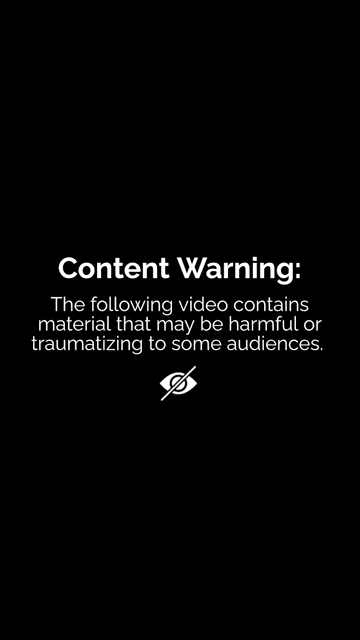 Content Warning:
The following video contains
material that may be harmful or
traumatizing to some audiences.